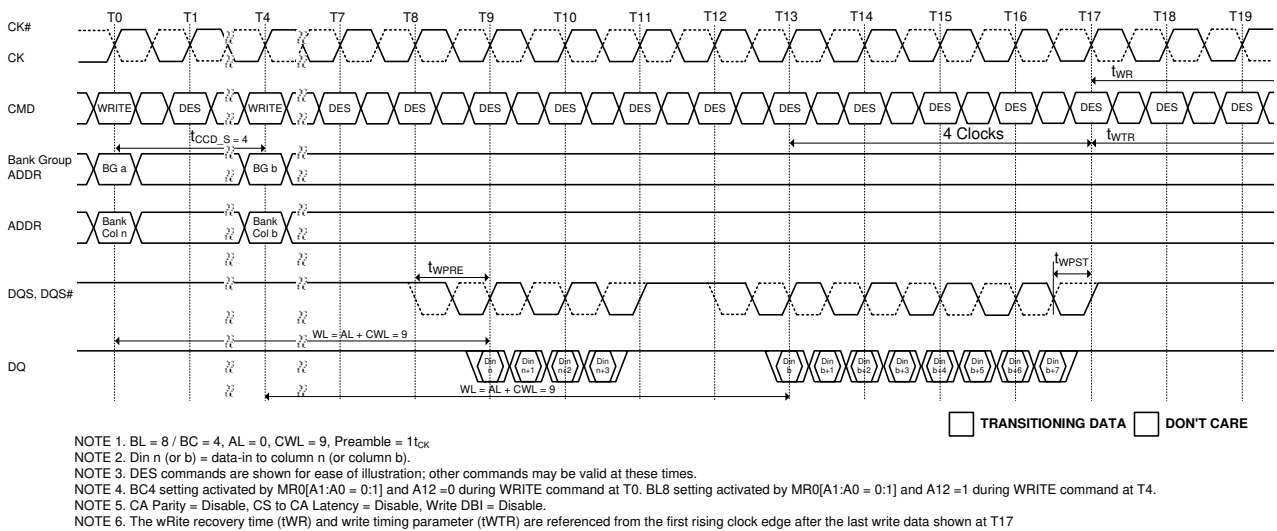 T0 T1 T4 T7 T8 T9 T10 T11 T12 T13 T14 T15 T16 T17 T18 T19
CK#
CK
tWR
CMD
WRITE DES WRITE DES DES DES DES DES DES DES DES DES DES DES DES DES
tCCD_S = 4
4 Clocks
tWTR
Bank Group
ADDR
BG a
BG b
ADDR
Bank
Col n
Bank
Col b
tWPRE
tWPST
DQS, DQS#
WL = AL + CWL = 9
DQ
Din
n
Din
n+1
Din
n+2
Din
n+3
Din
b
Din
b+1
Din
b+2
Din
b+3
Din
b+4
Din
b+5
Din
b+6
Din
b+7
WL = AL + CWL = 9
TRANSITIONING DATA
DON'T CARE
NOTE 1. BL = 8 / BC = 4, AL = 0, CWL = 9, Preamble = 1tCK
NOTE 2. Din n (or b) = data-in to column n (or column b).
NOTE 3. DES commands are shown for ease of illustration; other commands may be valid at these times.
NOTE 4. BC4 setting activated by MR0[A1:A0 = 0:1] and A12 =0 during WRITE command at T0. BL8 setting activated by MR0[A1:A0 = 0:1] and A12 =1 during WRITE command at T4.
NOTE 5. CA Parity = Disable, CS to CA Latency = Disable, Write DBI = Disable.
NOTE 6. The wRite recovery time (tWR) and write timing parameter (tWTR) are referenced from the first rising clock edge after the last write data shown at T17